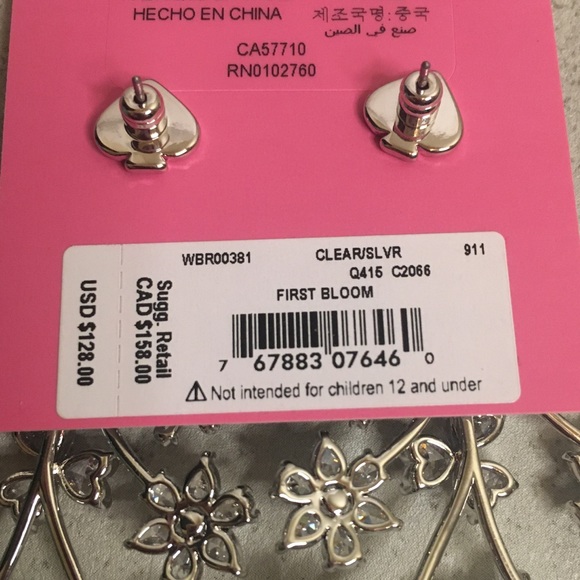 HECHO EN CHINA
제조국명:중국
صنع في الصين
CA57710
RN0102760
WBR00381 CLEAR/SLVR 911
Q415 C2066
FIRST BLOOM
7 67883 07646 0
⚠ Not intended for children 12 and under
Sugg. Retail
CAD $158.00
USD $128.00